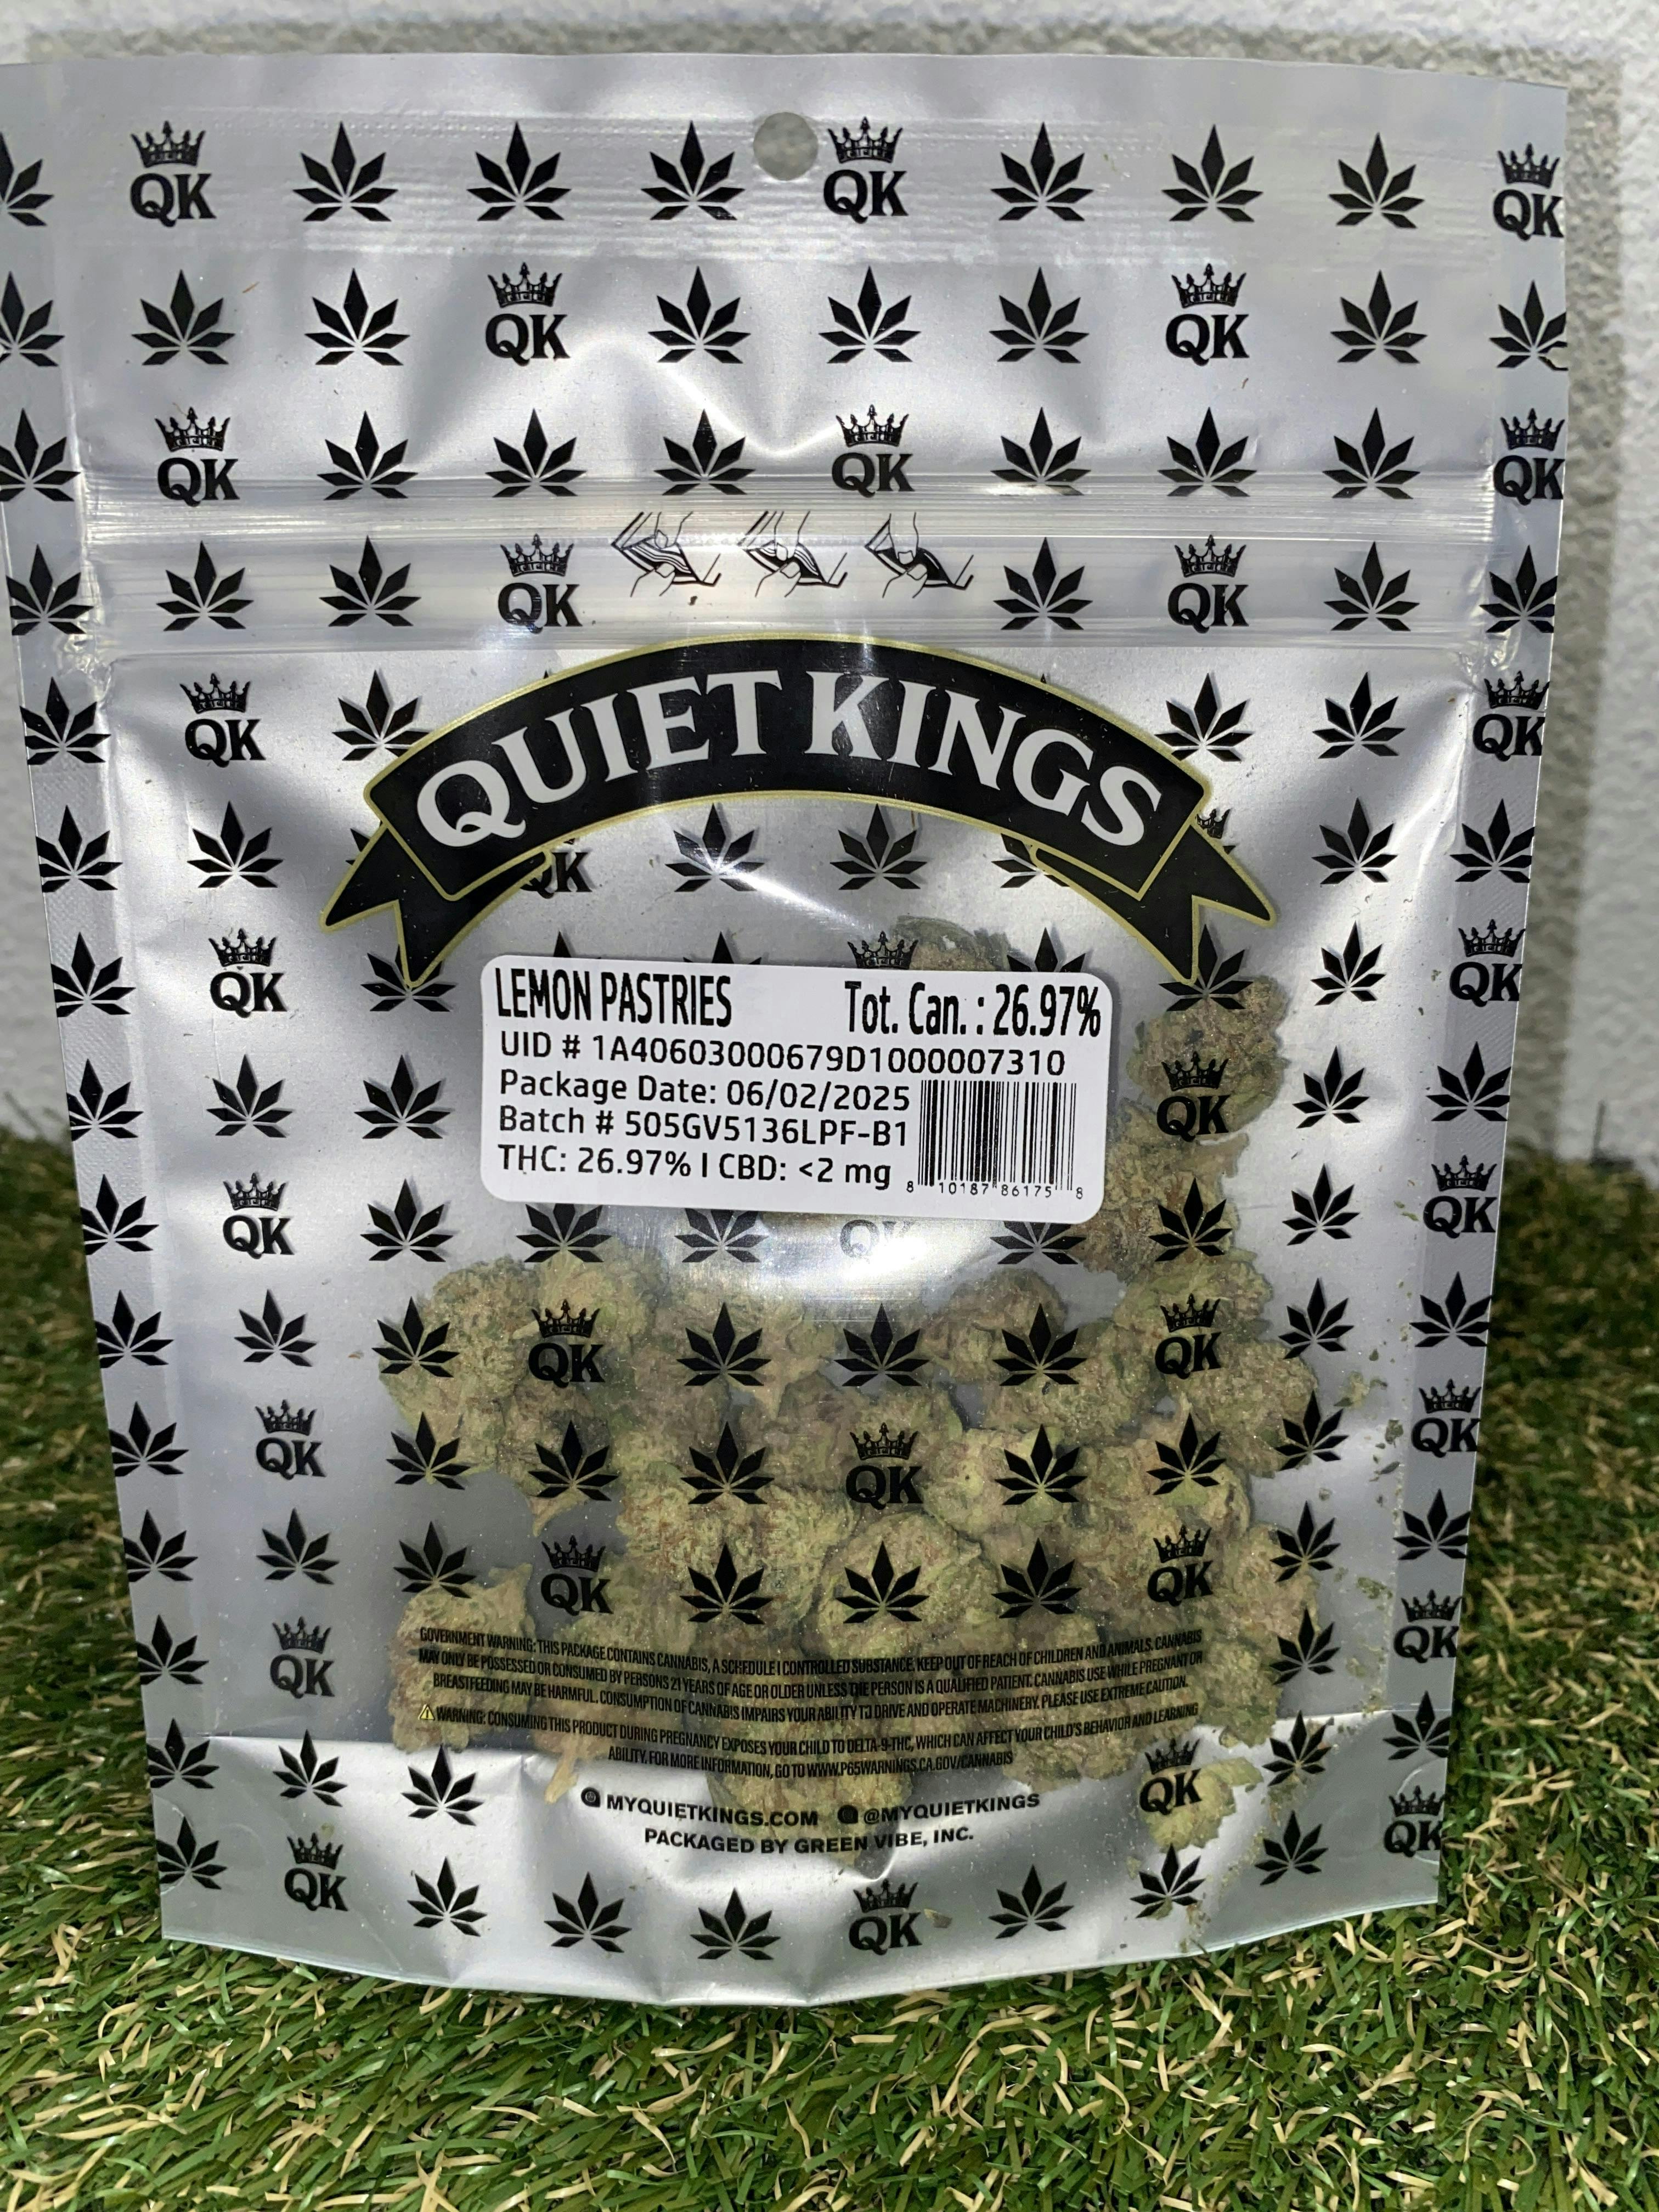 QUIET KINGS
LEMON PASTRIES Tot. Can. : 26.97%
UID # 1A40603000679D1000007310
Package Date: 06/02/2025
Batch # 505GV5136LPF-B1
THC: 26.97% I CBD: <2 mg
8 10187 86175 8
GOVERNMENT WARNING: THIS PACKAGE CONTAINS CANNABIS, A SCHEDULE I CONTROLLED SUBSTANCE. KEEP OUT OF REACH OF CHILDREN AND ANIMALS. CANNABIS
MAY ONLY BE POSSESSED OR CONSUMED BY PERSONS 21 YEARS OF AGE OR OLDER UNLESS THE PERSON IS A QUALIFIED PATIENT. CANNABIS USE WHILE PREGNANT OR
BREASTFEEDING MAY BE HARMFUL. CONSUMPTION OF CANNABIS IMPAIRS YOUR ABILITY TO DRIVE AND OPERATE MACHINERY. PLEASE USE EXTREME CAUTION.
WARNING: CONSUMING THIS PRODUCT DURING PREGNANCY EXPOSES YOUR CHILD TO DELTA-9-THC, WHICH CAN AFFECT YOUR CHILD'S BEHAVIOR AND LEARNING
ABILITY. FOR MORE INFORMATION, GO TO WWW.P65WARNINGS.CA.GOV/CANNABIS
MYQUIETKINGS.COM @MYQUIETKINGS
PACKAGED BY GREEN VIBE, INC.
QK